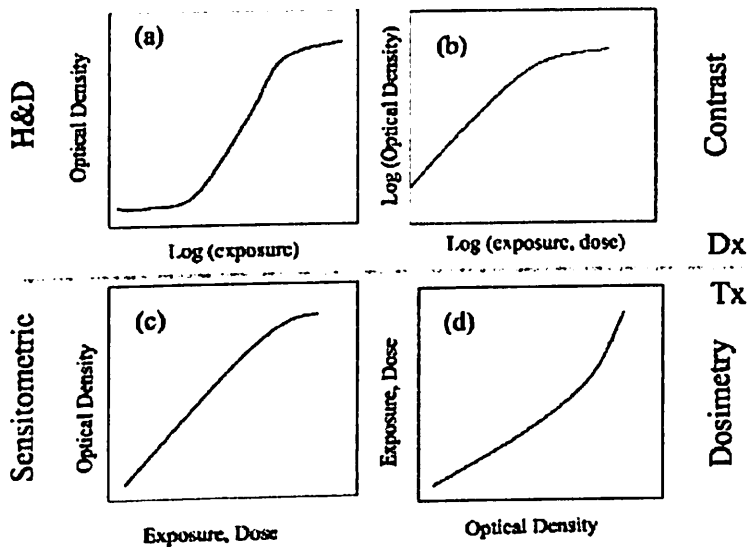 (a)
(b)
H&D
Optical Density
Log (Optical Density)
Contrast
Log (exposure)
Log (exposure, dose)
Dx
Tx
(c)
(d)
Sensitometric
Optical Density
Exposure, Dose
Dosimetry
Exposure, Dose
Optical Density